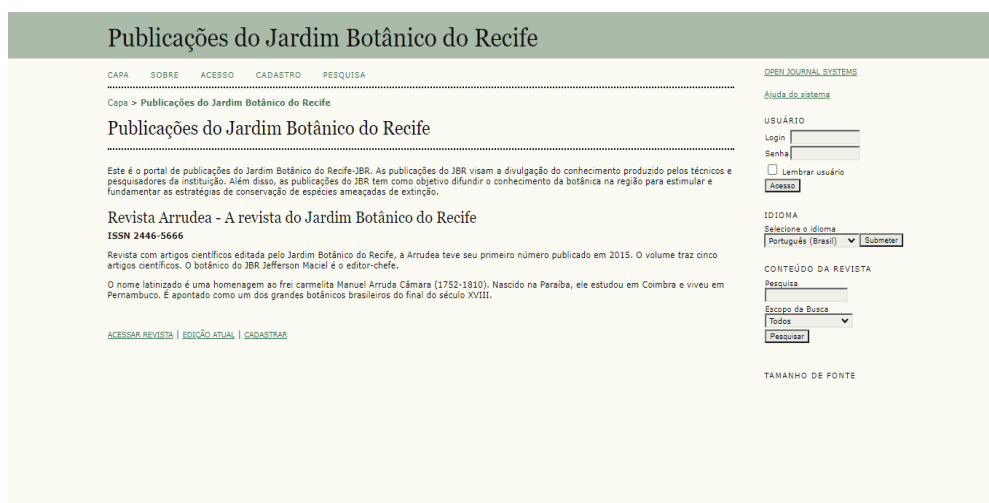 Publicações do Jardim Botânico do Recife
CAPA SOBRE ACESSO CADASTRO PESQUISA
Capa > Publicações do Jardim Botânico do Recife
Publicações do Jardim Botânico do Recife
Este é o portal de publicações do Jardim Botânico do Recife-JBR. As publicações do JBR visam a divulgação do conhecimento produzido pelos técnicos e
pesquisadores da instituição. Além disso, as publicações do JBR tem como objetivo difundir o conhecimento da botânica na região para estimular e
fundamentar as estratégias de conservação de espécies ameaçadas de extinção.
Revista Arrudea - A revista do Jardim Botânico do Recife
ISSN 2446-5666
Revista com artigos científicos editada pelo Jardim Botânico do Recife, a Arrudea teve seu primeiro número publicado em 2015. O volume traz cinco
artigos científicos. O botânico do JBR Jefferson Maciel é o editor-chefe.
O nome latinizado é uma homenagem ao frei carmelita Manuel Arruda Câmara (1752-1810). Nascido na Paraíba, ele estudou em Coimbra e viveu em
Pernambuco. É apontado como um dos grandes botânicos brasileiros do final do século XVIII.
ACESSAR REVISTA | EDIÇÃO ATUAL | CADASTRAR
OPEN JOURNAL SYSTEMS
Ajuda do sistema
USUÁRIO
Login
Senha
Lembrar usuário
Acesso
IDIOMA
Selecione o idioma
Português (Brasil) Submeter
CONTEÚDO DA REVISTA
Pesquisa
Escopo da Busca
Todos
Pesquisar
TAMANHO DE FONTE